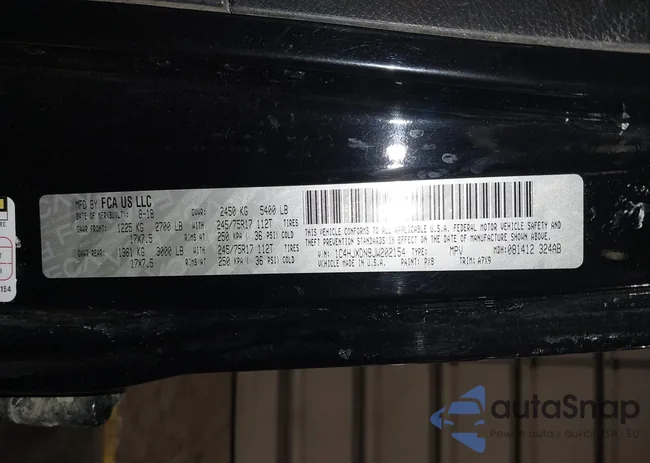 MFD BY FCA US LLC
DATE OF MFR(BUILT): 8-18 GVWR: 2450 KG 5400 LB
GAWR FRONT: 1225 KG 2700 LB WITH 245/75R17 112T TIRES
17X7.5 RIMS AT 250 KPA ( 36 PSI) COLD
GAWR REAR: 1361 KG 3000 LB WITH 245/75R17 112T TIRES
17X7.5 RIMS/AT 250 KPA ( 36 PSI) COLD
THIS VEHICLE CONFORMS TO ALL APPLICABLE U.S.A. FEDERAL MOTOR VEHICLE SAFETY AND
THEFT PREVENTION STANDARDS IN EFFECT ON THE DATE OF MANUFACTURE SHOWN ABOVE.
VIN: TYPE: MPV MDH: 081412 324AB
VEHICLE MADE IN U.S.A. PAINT: TRIM: A7X9
154
autaSnap